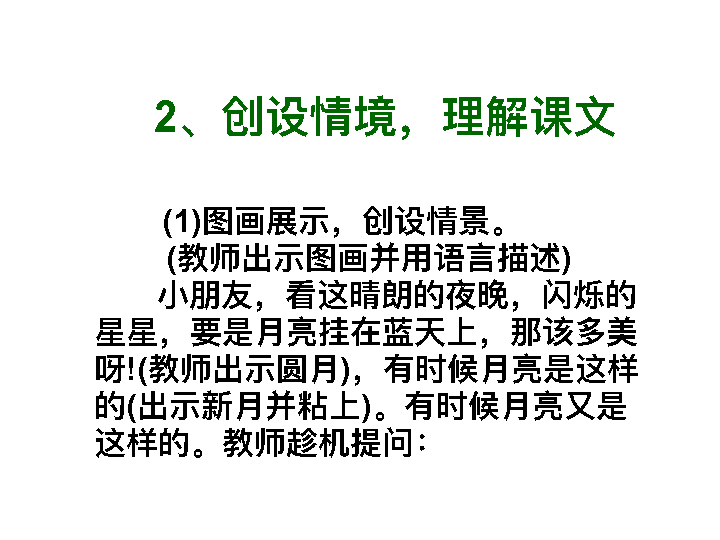 2、创设情境，理解课文
(1)图画展示，创设情景。
(教师出示图画并用语言描述)
小朋友，看这晴朗的夜晚，闪烁的
星星，要是月亮挂在蓝天上，那该多美
呀!(教师出示圆月)，有时候月亮是这样
的(出示新月并粘上)。有时候月亮又是
这样的。教师趁机提问：